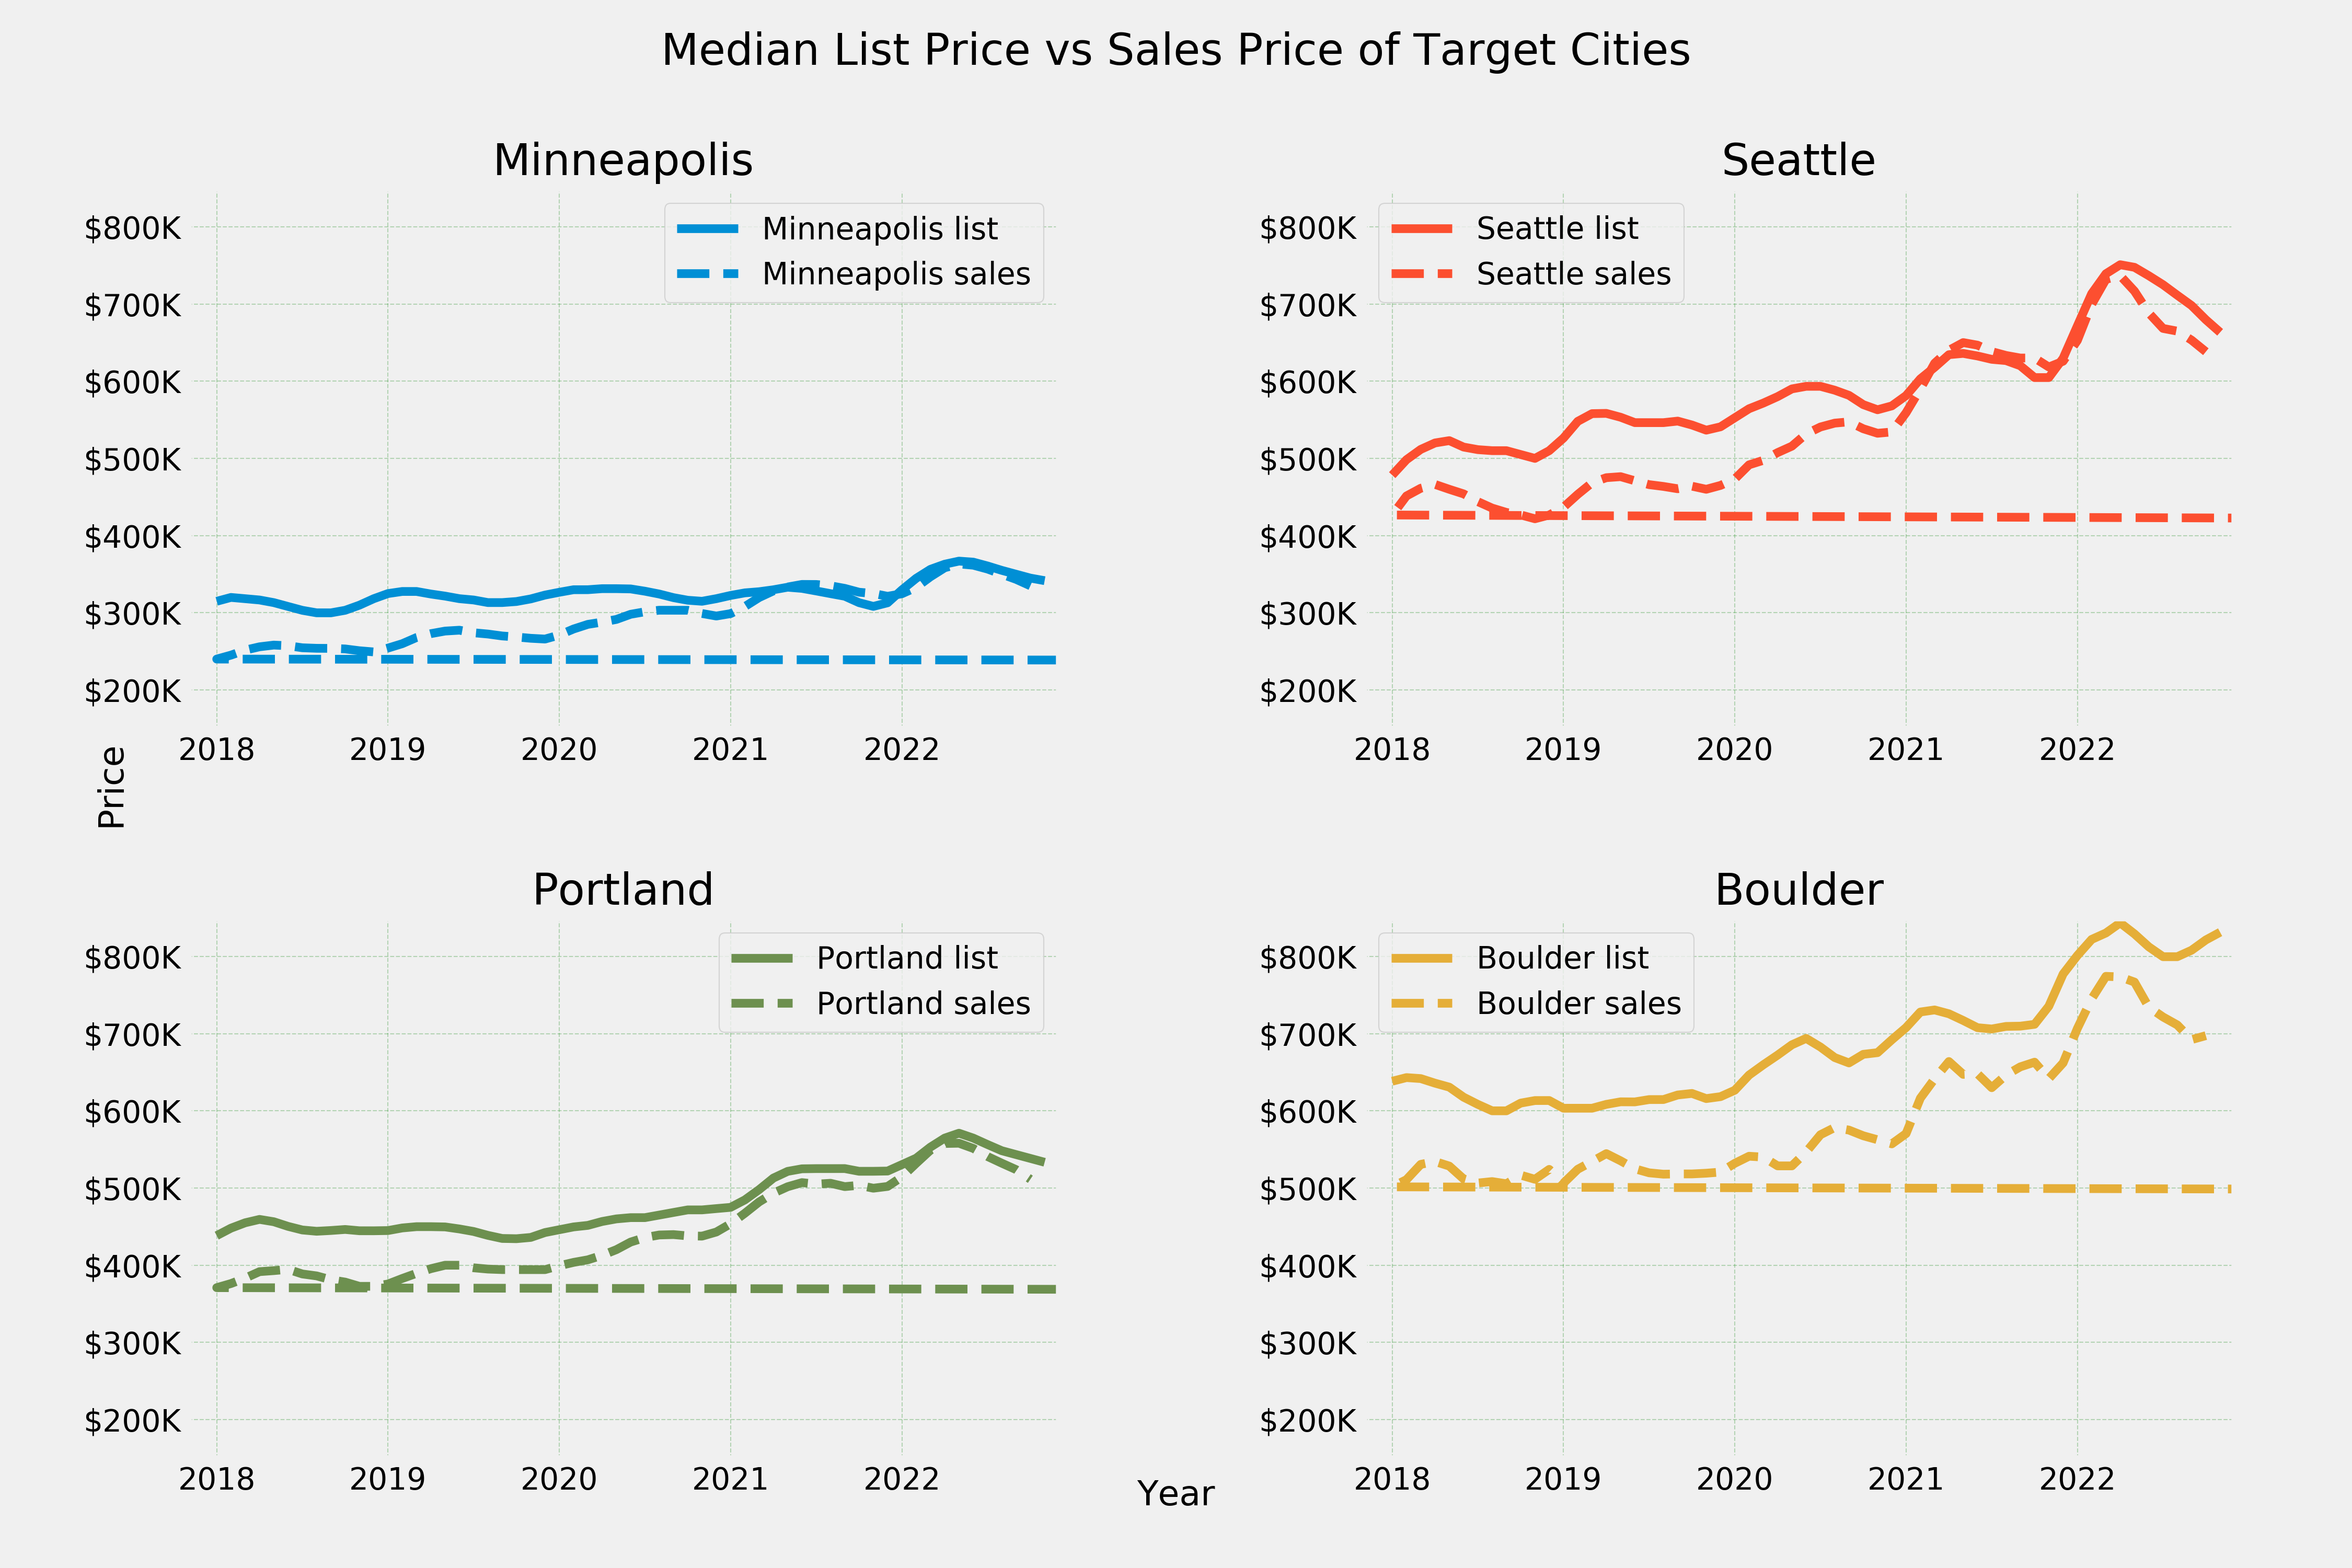 Median List Price vs Sales Price of Target Cities
Minneapolis
$800K
$700K
$600K
$500K
$400K
$300K
$200K
Minneapolis list
Minneapolis sales
2018 2019 2020 2021 2022
Seattle
$800K
$700K
$600K
$500K
$400K
$300K
$200K
Seattle list
Seattle sales
2018 2019 2020 2021 2022
Price
Portland
$800K
$700K
$600K
$500K
$400K
$300K
$200K
Portland list
Portland sales
2018 2019 2020 2021 2022
Boulder
$800K
$700K
$600K
$500K
$400K
$300K
$200K
Boulder list
Boulder sales
2018 2019 2020 2021 2022
Year